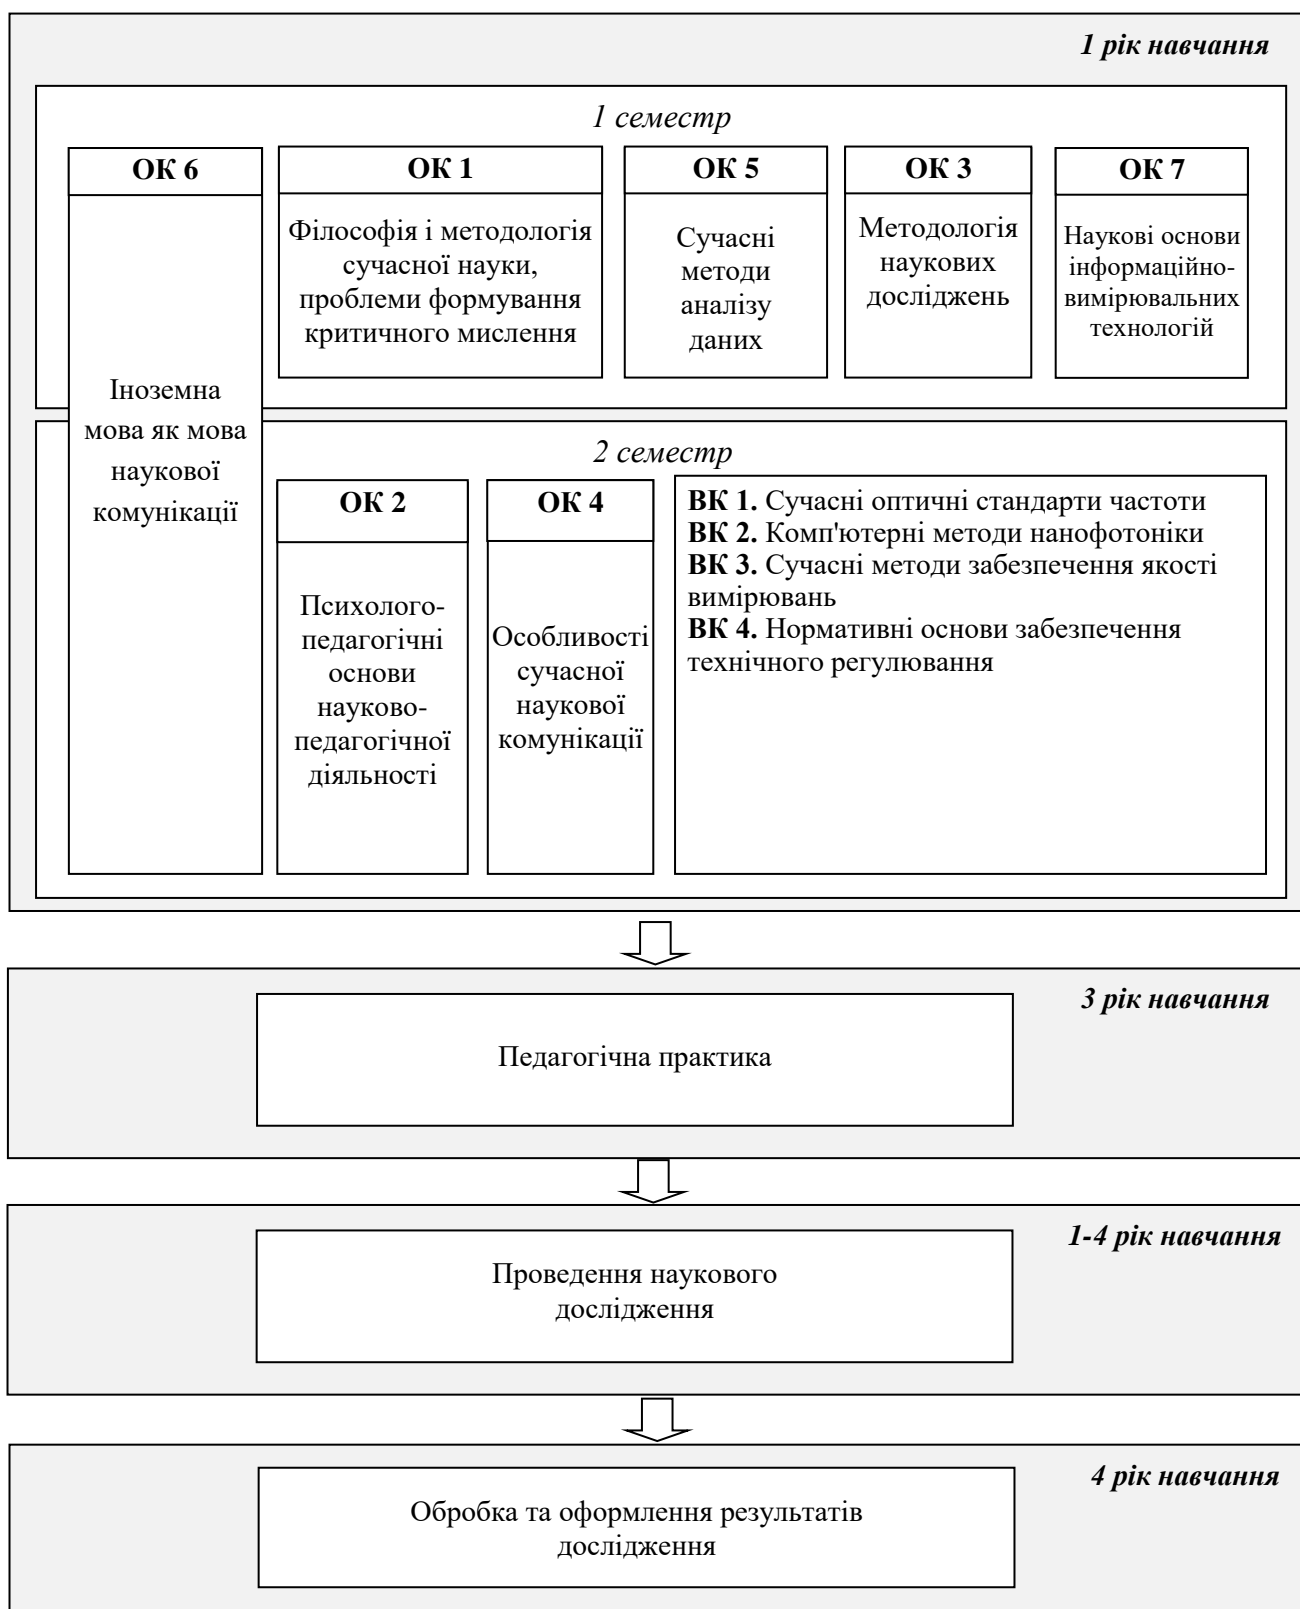 1 рік навчання
1 семестр
ОК 6
ОК 1
ОК 5
ОК 3
ОК 7
Філософія і методологія
сучасної науки,
проблеми формування
критичного мислення
Сучасні
методи
аналізу
даних
Методологія
наукових
досліджень
Наукові основи
інформаційно-
вимірювальних
технологій
Іноземна
мова як мова
наукової
комунікації
2 семестр
ОК 2
ОК 4
Психолого-
педагогічні
основи
науково-
педагогічної
діяльності
Особливості
сучасної
наукової
комунікації
ВК 1. Сучасні оптичні стандарти частоти
ВК 2. Комп'ютерні методи нанофотоніки
ВК 3. Сучасні методи забезпечення якості
вимірювань
ВК 4. Нормативні основи забезпечення
технічного регулювання
3 рік навчання
Педагогічна практика
1-4 рік навчання
Проведення наукового
дослідження
4 рік навчання
Обробка та оформлення результатів
дослідження